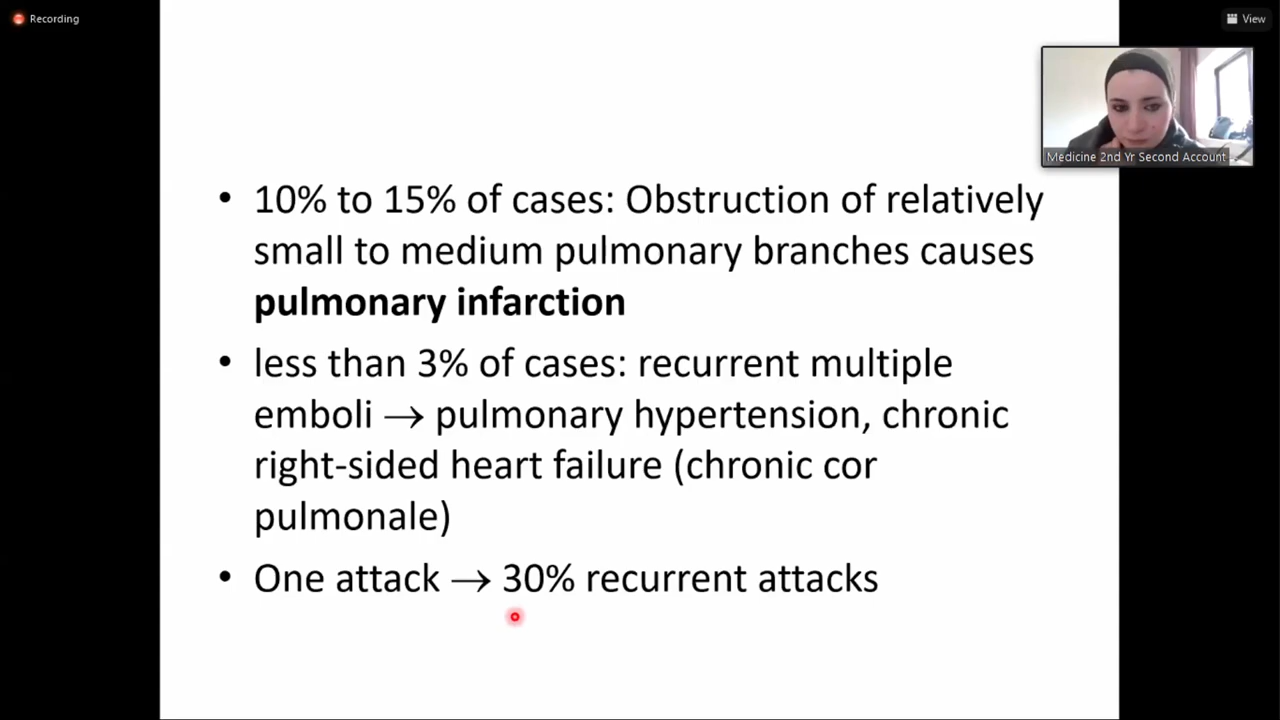 Recording
View
Medicine 2nd Yr Second Account
• 10% to 15% of cases: Obstruction of relatively
small to medium pulmonary branches causes
pulmonary infarction
• less than 3% of cases: recurrent multiple
emboli → pulmonary hypertension, chronic
right-sided heart failure (chronic cor
pulmonale)
• One attack → 30% recurrent attacks